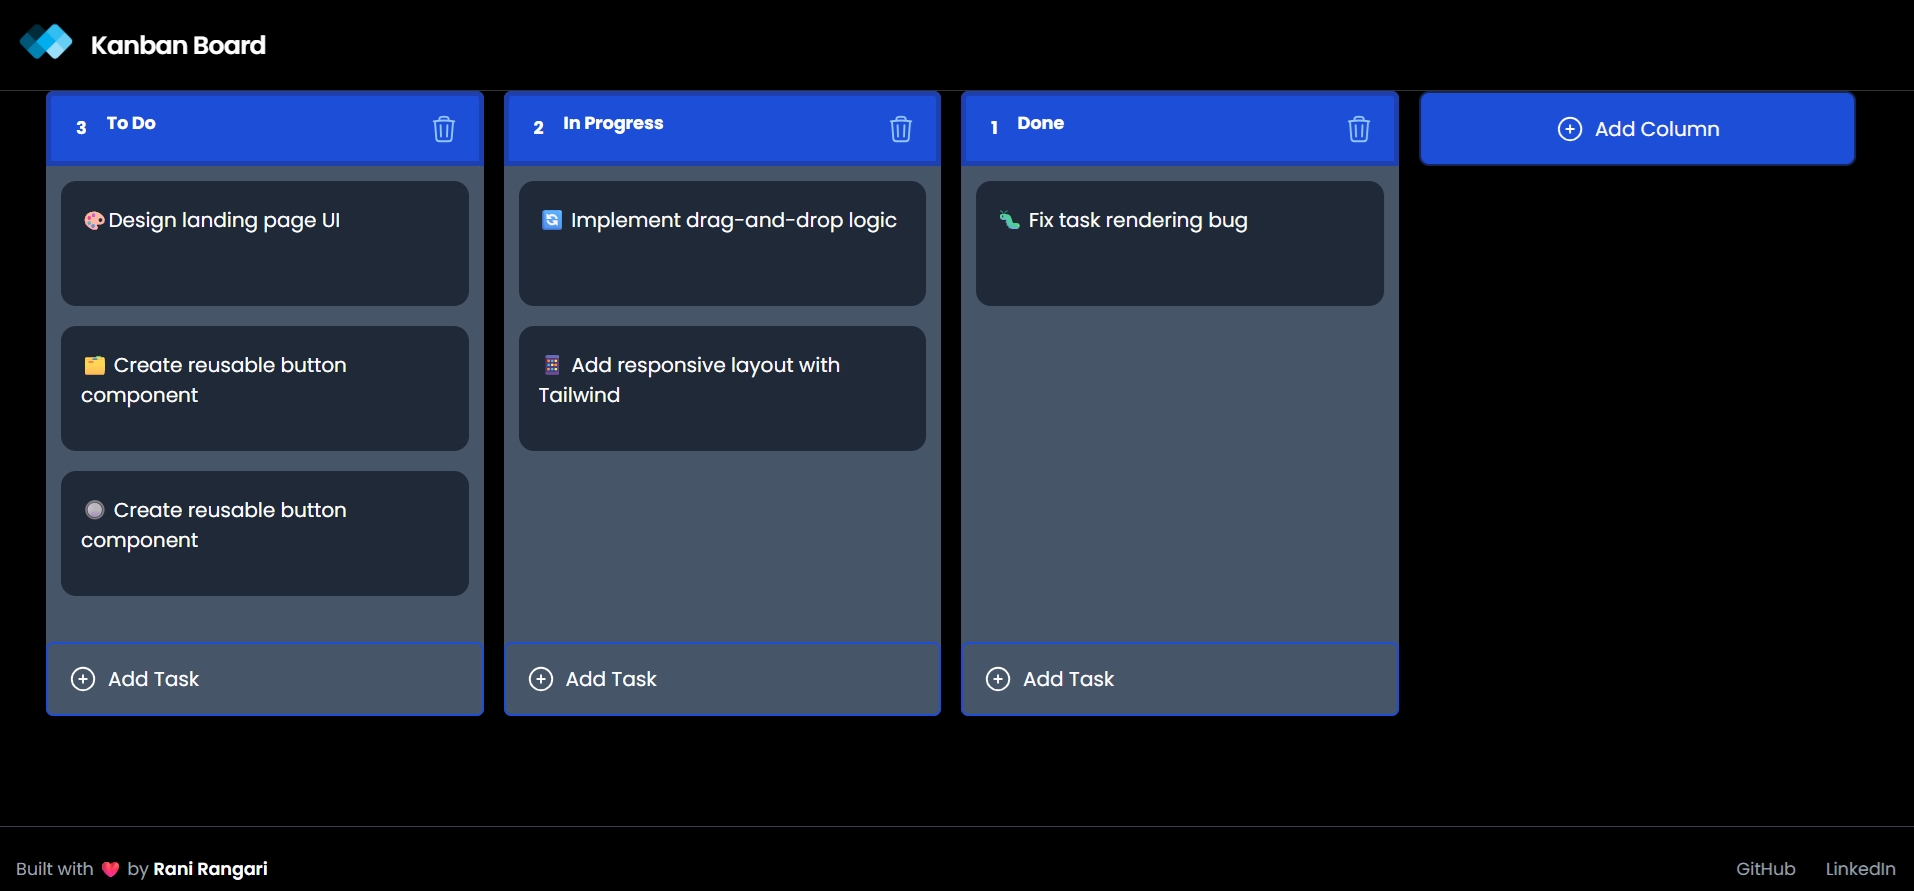 Kanban Board
3 To Do
🎨Design landing page UI
🗂️ Create reusable button
component
🔘 Create reusable button
component
Add Task
2 In Progress
🔄 Implement drag-and-drop logic
📱 Add responsive layout with
Tailwind
Add Task
1 Done
🐛 Fix task rendering bug
Add Task
Add Column
Built with ❤️ by Rani Rangari
GitHub LinkedIn